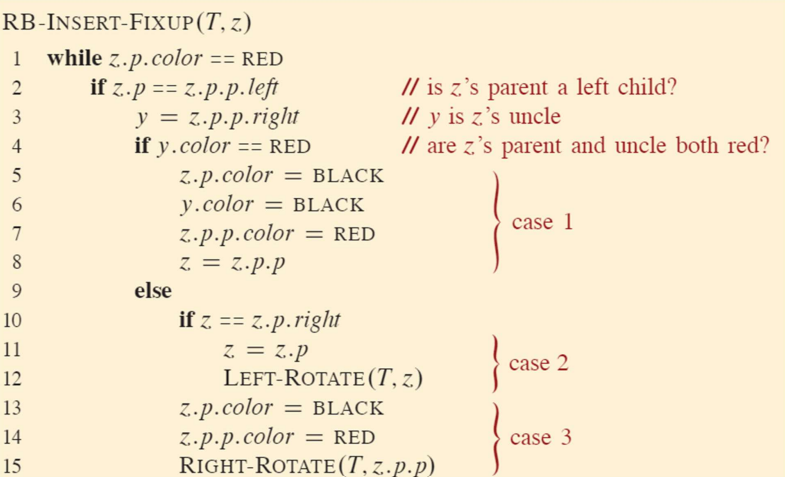 RB-INSERT-FIXUP(T, z)
1 while z.p.color == RED
2 if z.p == z.p.p.left // is z's parent a left child?
3 y = z.p.p.right // y is z's uncle
4 if y.color == RED // are z's parent and uncle both red?
5 z.p.color = BLACK
6 y.color = BLACK
7 z.p.p.color = RED
case 1
8 z = z.p.p
9 else
10 if z == z.p.right
11 z = z.p
case 2
12 LEFT-ROTATE(T, z)
13 z.p.color = BLACK
14 z.p.p.color = RED case 3
15 RIGHT-ROTATE(T, z.p.p)